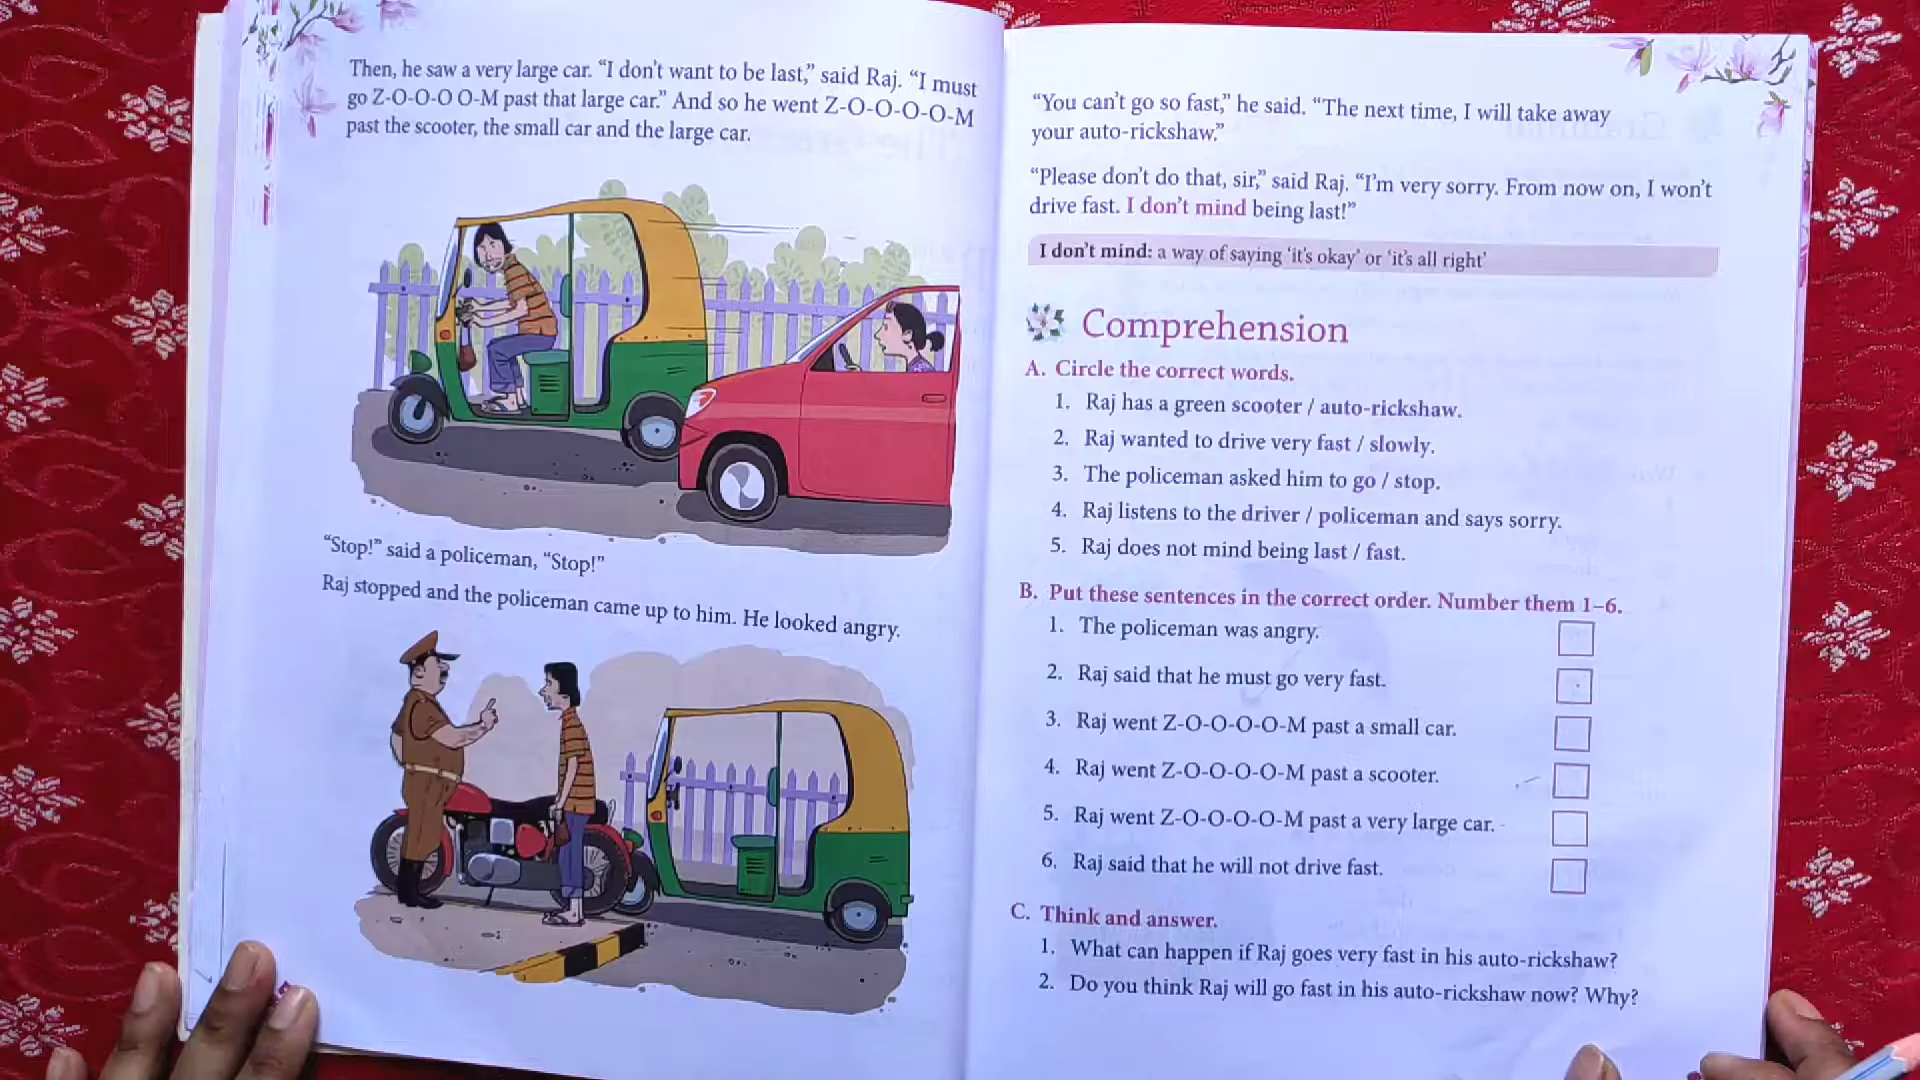 Then, he saw a very large car. “I don’t want to be last,” said Raj. “I must
go Z-O-O-O O-M past that large car.” And so he went Z-O-O-O-O-M
past the scooter, the small car and the large car.
“Stop!” said a policeman, “Stop!”
Raj stopped and the policeman came up to him. He looked angry.
“You can’t go so fast,” he said. “The next time, I will take away
your auto-rickshaw.”
“Please don’t do that, sir,” said Raj. “I’m very sorry. From now on, I won’t
drive fast. I don’t mind being last!”
I don’t mind: a way of saying ‘it’s okay’ or ‘it’s all right’
Comprehension
A. Circle the correct words.
1. Raj has a green scooter / auto-rickshaw.
2. Raj wanted to drive very fast / slowly.
3. The policeman asked him to go / stop.
4. Raj listens to the driver / policeman and says sorry.
5. Raj does not mind being last / fast.
B. Put these sentences in the correct order. Number them 1–6.
1. The policeman was angry.
2. Raj said that he must go very fast.
3. Raj went Z-O-O-O-O-M past a small car.
4. Raj went Z-O-O-O-O-M past a scooter.
5. Raj went Z-O-O-O-O-M past a very large car.
6. Raj said that he will not drive fast.
C. Think and answer.
1. What can happen if Raj goes very fast in his auto-rickshaw?
2. Do you think Raj will go fast in his auto-rickshaw now? Why?